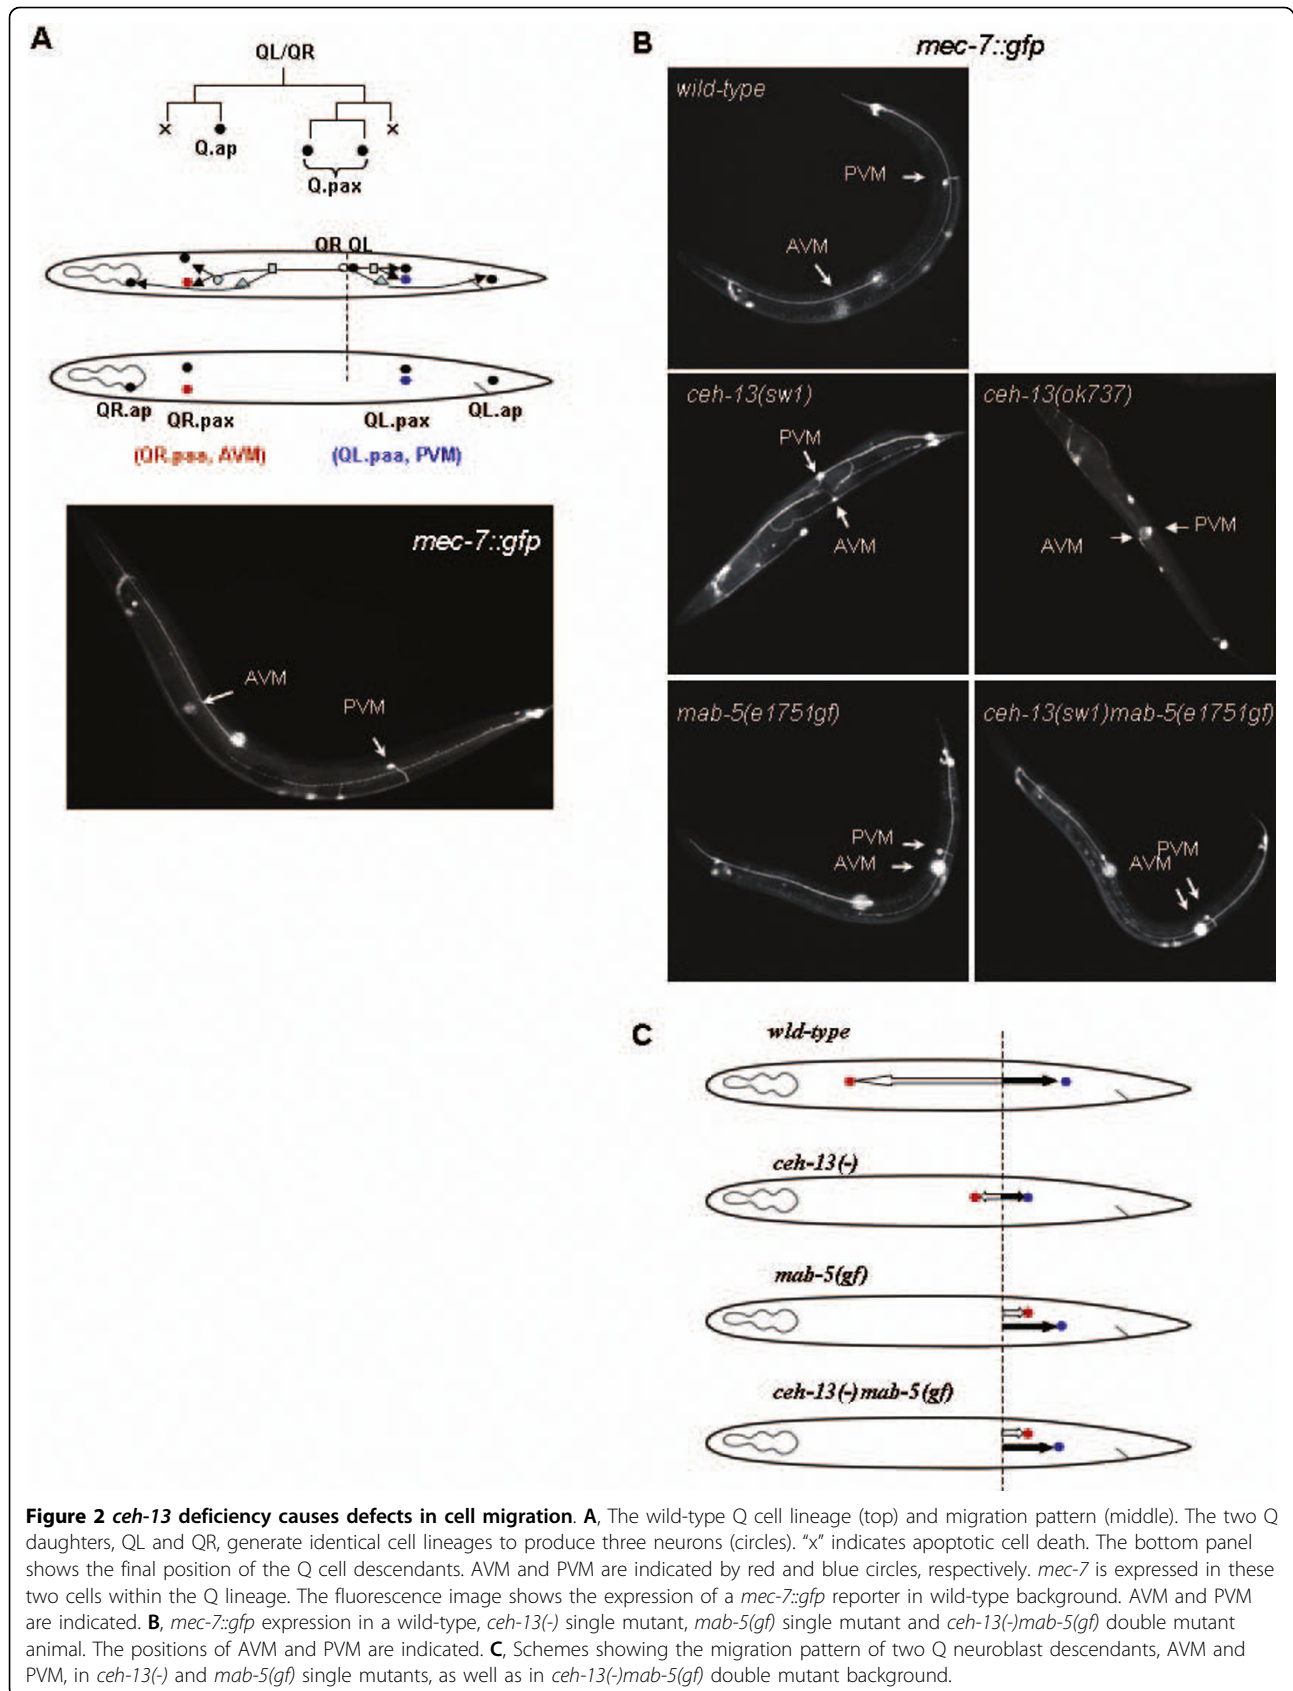 A
QL/QR
x
x
Q.ap
Q.pax
QR QL
QR.ap
QR.pax
QL.pax
QL.ap
(QR.paa, AVM)
(QL.paa, PVM)
mec-7::gfp
AVM
PVM
B
mec-7::gfp
wild-type
PVM
AVM
ceh-13(sw1)
PVM
AVM
ceh-13(ok737)
PVM
AVM
mab-5(e1751gf)
PVM
AVM
ceh-13(sw1)mab-5(e1751gf)
PVM
AVM
C
wld-type
ceh-13(-)
mab-5(gf)
ceh-13(-)mab-5(gf)
Figure 2 ceh-13 deficiency causes defects in cell migration. A, The wild-type Q cell lineage (top) and migration pattern (middle). The two Q
daughters, QL and QR, generate identical cell lineages to produce three neurons (circles). "x" indicates apoptotic cell death. The bottom panel
shows the final position of the Q cell descendants. AVM and PVM are indicated by red and blue circles, respectively. mec-7 is expressed in these
two cells within the Q lineage. The fluorescence image shows the expression of a mec-7::gfp reporter in wild-type background. AVM and PVM
are indicated. B, mec-7::gfp expression in a wild-type, ceh-13(-) single mutant, mab-5(gf) single mutant and ceh-13(-)mab-5(gf) double mutant
animal. The positions of AVM and PVM are indicated. C, Schemes showing the migration pattern of two Q neuroblast descendants, AVM and
PVM, in ceh-13(-) and mab-5(gf) single mutants, as well as in ceh-13(-)mab-5(gf) double mutant background.